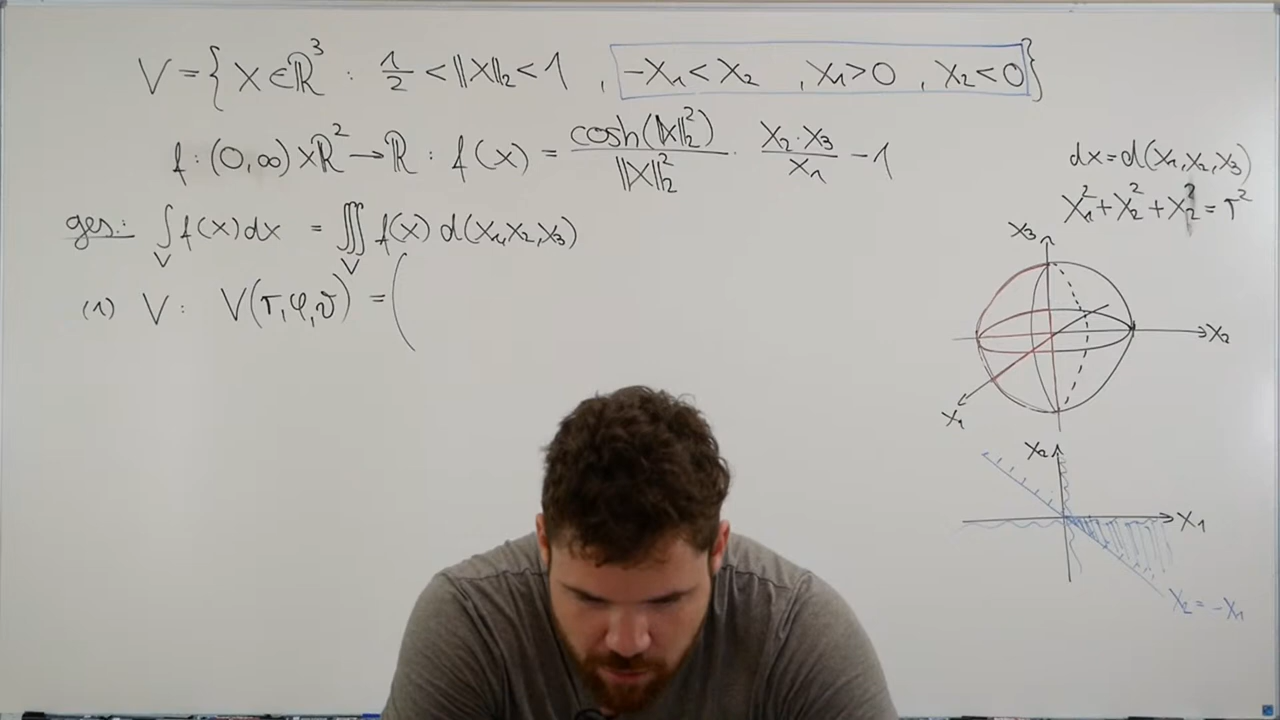 V = { X ∈ ℝ³ : 1/2 < ‖X‖₂ < 1 , -X₁ < X₂ , X₁ > 0 , X₂ < 0 }
f : (0,∞) × ℝ² → ℝ : f(x) = cosh(‖X‖₂²)/‖X‖₂² · X₂·X₃/X₁ - 1
ges.: ∫_V f(x) dx = ∭_V f(x) d(X₁,X₂,X₃)
(1) V : V(r,φ,ϑ) = (
dx = d(X₁,X₂,X₃)
X₁² + X₂² + X₂² = r²
X₃
X₂
X₁
X₂
X₁
X₂ = -X₁